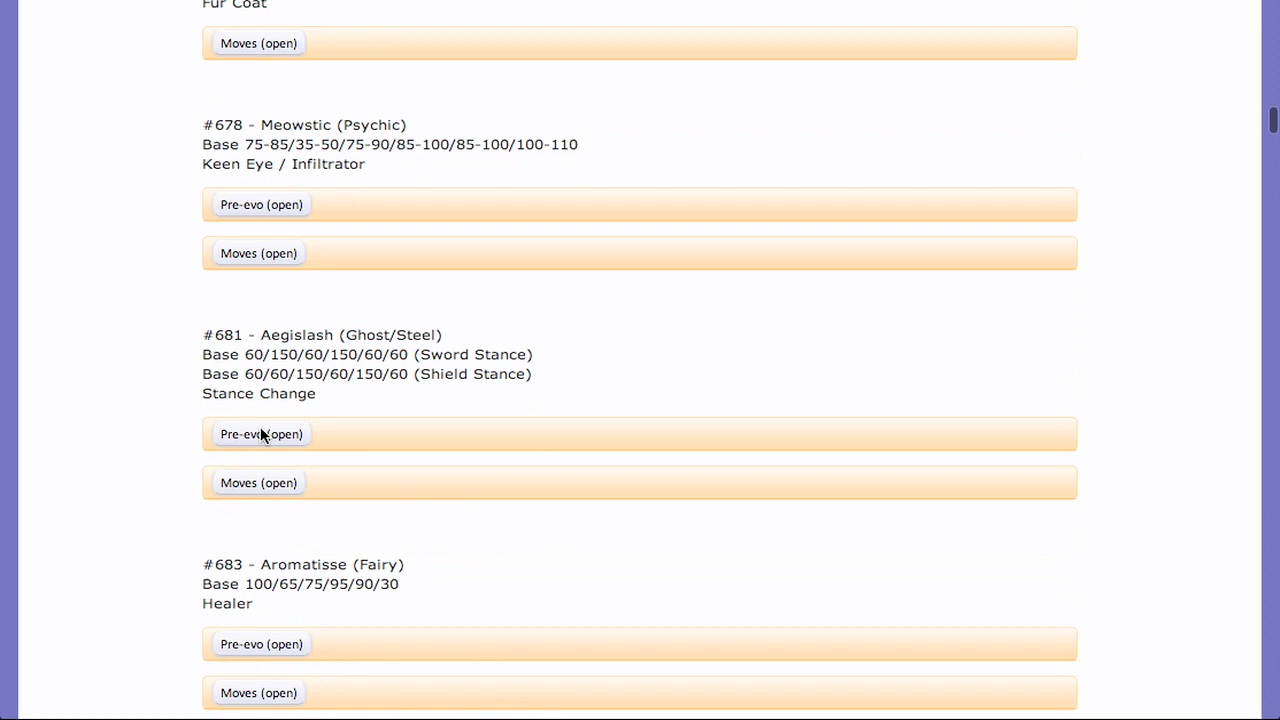 Fur Coat
Moves (open)
#678 - Meowstic (Psychic)
Base 75-85/35-50/75-90/85-100/85-100/100-110
Keen Eye / Infiltrator
Pre-evo (open)
Moves (open)
#681 - Aegislash (Ghost/Steel)
Base 60/150/60/150/60/60 (Sword Stance)
Base 60/60/150/60/150/60 (Shield Stance)
Stance Change
Pre-evo (open)
Moves (open)
#683 - Aromatisse (Fairy)
Base 100/65/75/95/90/30
Healer
Pre-evo (open)
Moves (open)